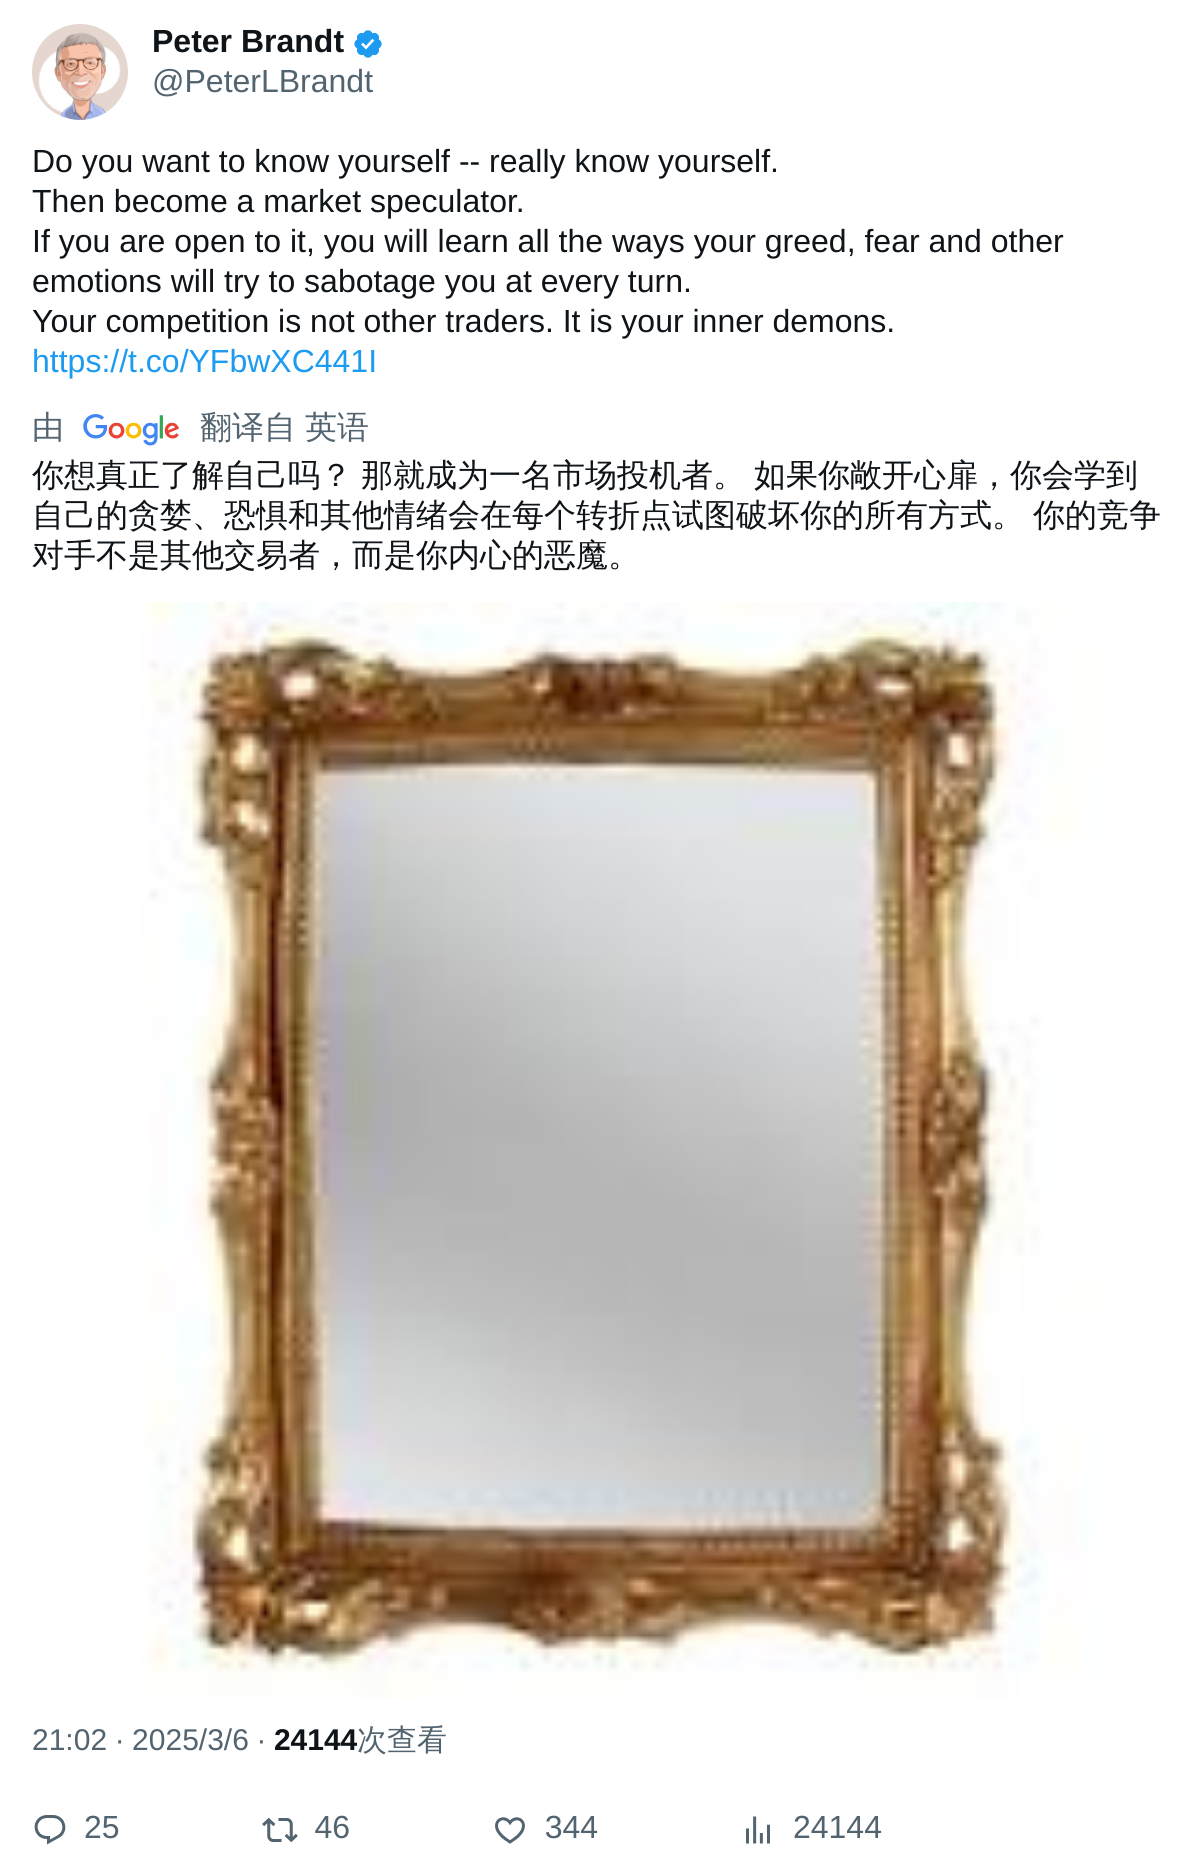 Peter Brandt
@PeterLBrandt
Do you want to know yourself -- really know yourself.
Then become a market speculator.
If you are open to it, you will learn all the ways your greed, fear and other
emotions will try to sabotage you at every turn.
Your competition is not other traders. It is your inner demons.
https://t.co/YFbwXC441I
由 Google 翻译自 英语
你想真正了解自己吗？ 那就成为一名市场投机者。 如果你敞开心扉，你会学到
自己的贪婪、恐惧和其他情绪会在每个转折点试图破坏你的所有方式。 你的竞争
对手不是其他交易者，而是你内心的恶魔。
21:02 · 2025/3/6 · 24144次查看
25 46 344 24144